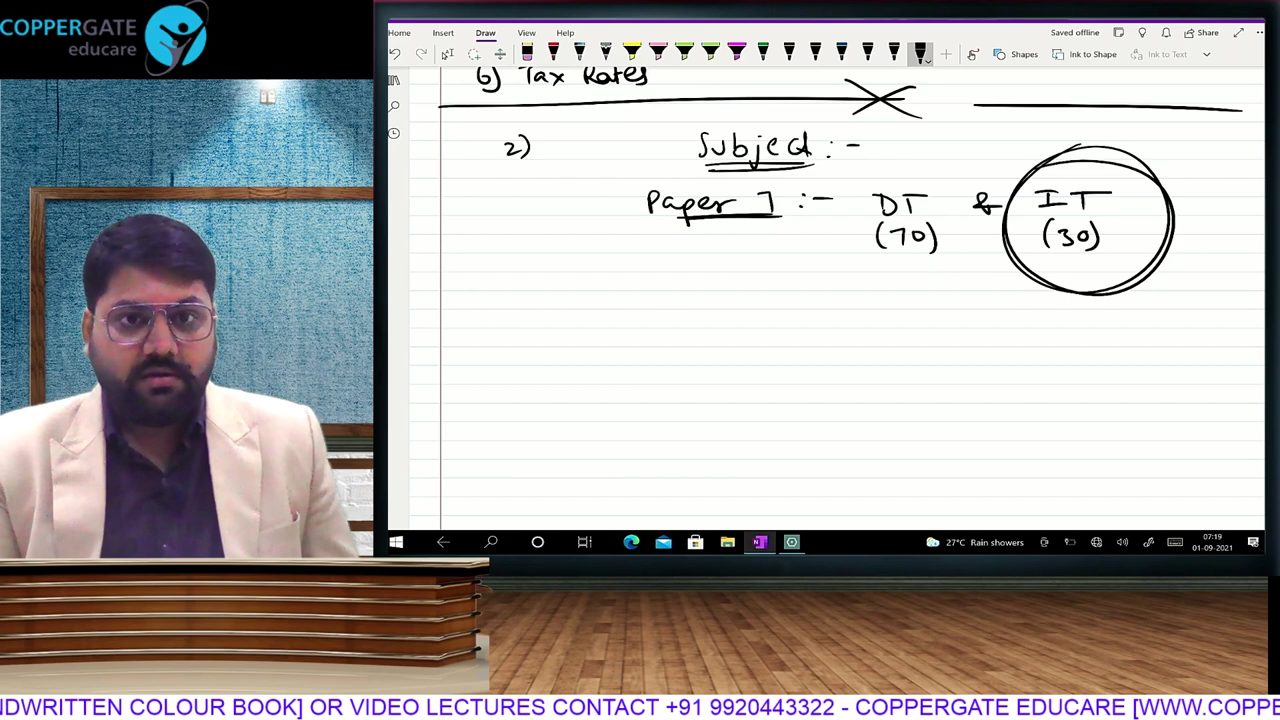 COPPERGATE
educare
Home Insert Draw View Help
Saved offline
Share
Shapes
Ink to Shape
Ink to Text
6) Tax Rates
2) Subject :-
Paper 7 :- DT & IT
(70) (30)
27°C Rain showers
07:19
01-09-2021
NDWRITTEN COLOUR BOOK] OR VIDEO LECTURES CONTACT +91 9920443322 - COPPERGATE EDUCARE [WWW.COPPE